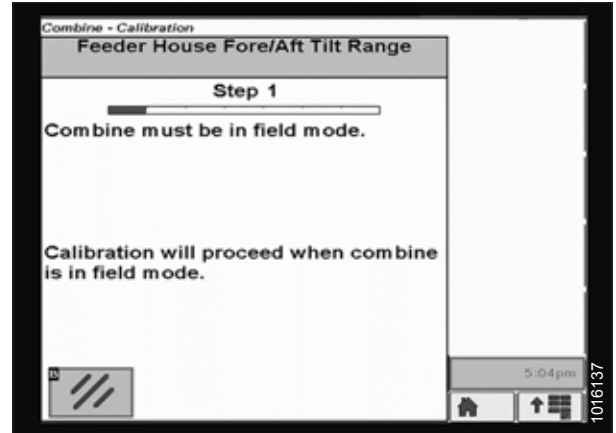 Combine - Calibration
Feeder House Fore/Aft Tilt Range
Step 1
Combine must be in field mode.
Calibration will proceed when combine
is in field mode.
5:04pm
1016137